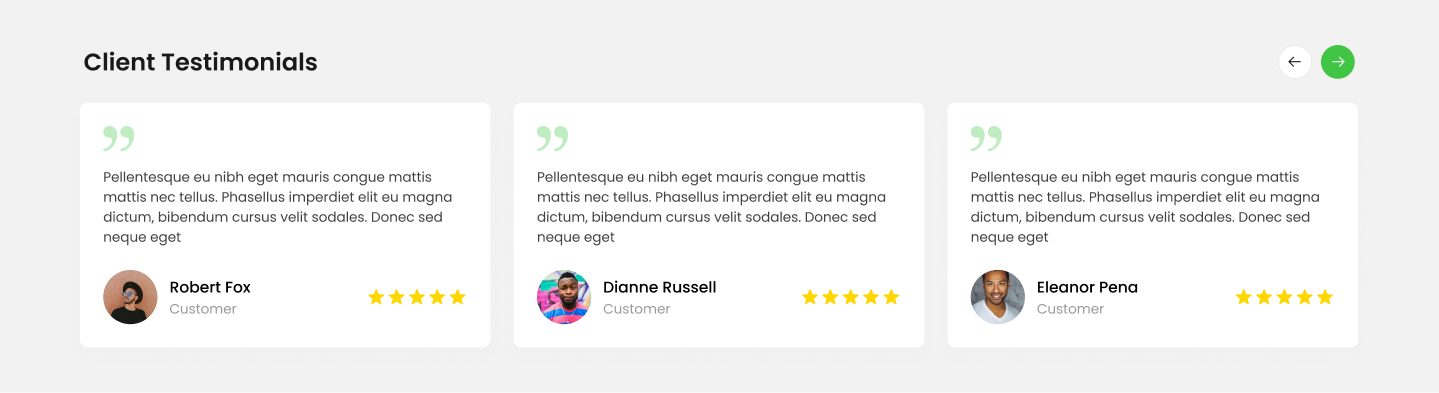 Client Testimonials
Pellentesque eu nibh eget mauris congue mattis
mattis nec tellus. Phasellus imperdiet elit eu magna
dictum, bibendum cursus velit sodales. Donec sed
neque eget
Robert Fox
Customer
Pellentesque eu nibh eget mauris congue mattis
mattis nec tellus. Phasellus imperdiet elit eu magna
dictum, bibendum cursus velit sodales. Donec sed
neque eget
Dianne Russell
Customer
Pellentesque eu nibh eget mauris congue mattis
mattis nec tellus. Phasellus imperdiet elit eu magna
dictum, bibendum cursus velit sodales. Donec sed
neque eget
Eleanor Pena
Customer